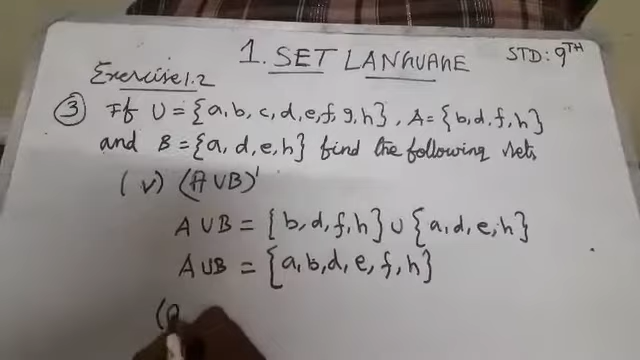 1. SET LANGUAGE STD: 9TH
Exercise 1.2
③ If U = {a, b, c, d, e, f, g, h}, A = {b, d, f, h}
and B = {a, d, e, h} find the following sets
(v) (A ∪ B)'
A ∪ B = {b, d, f, h} ∪ {a, d, e, h}
A ∪ B = {a, b, d, e, f, h}
(A